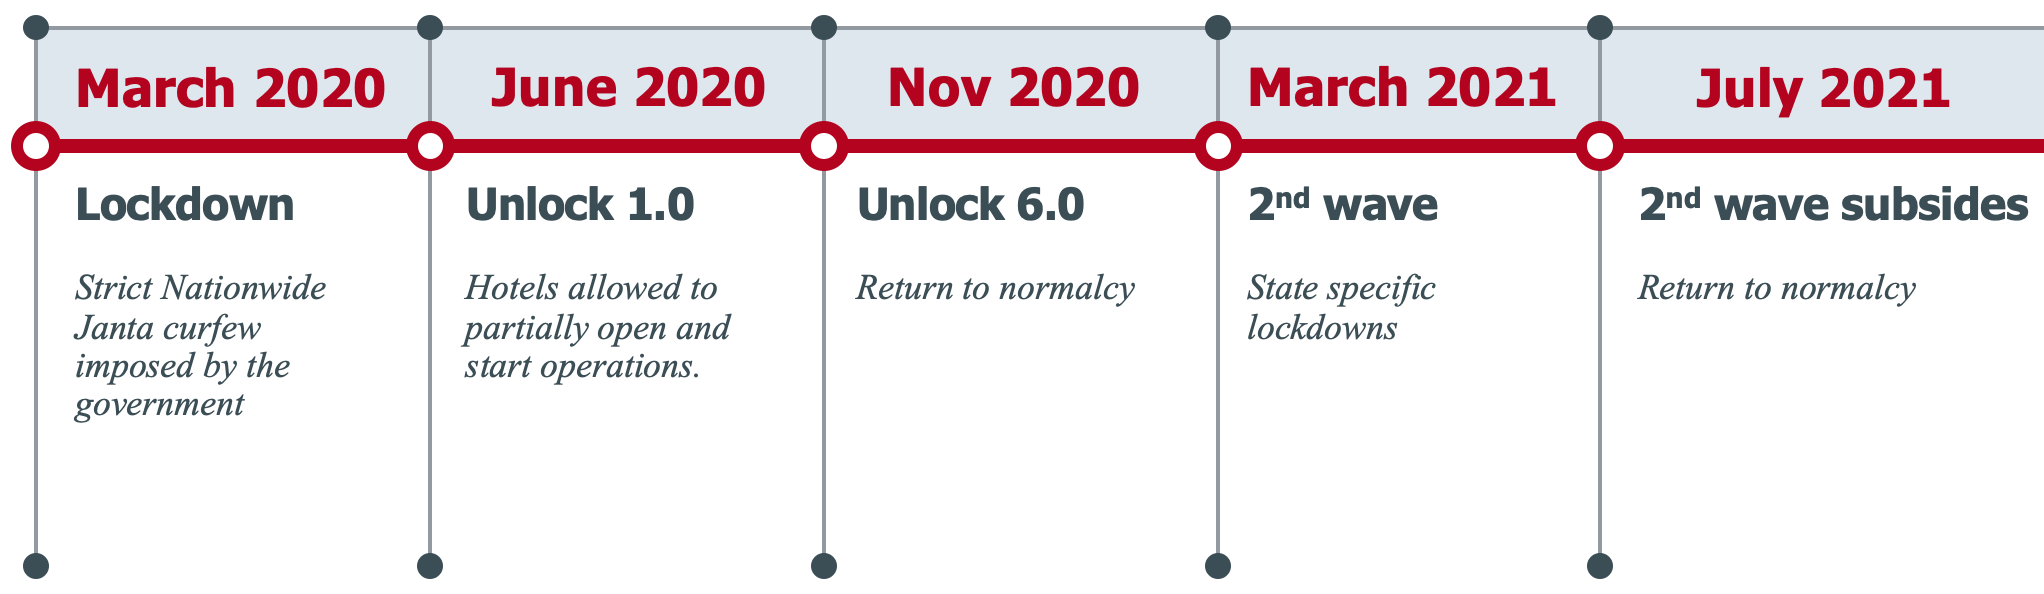 March 2020
June 2020
Nov 2020
March 2021
July 2021
Lockdown
Strict Nationwide
Janta curfew
imposed by the
government
Unlock 1.0
Hotels allowed to
partially open and
start operations.
Unlock 6.0
Return to normalcy
2nd wave
State specific
lockdowns
2nd wave subsides
Return to normalcy